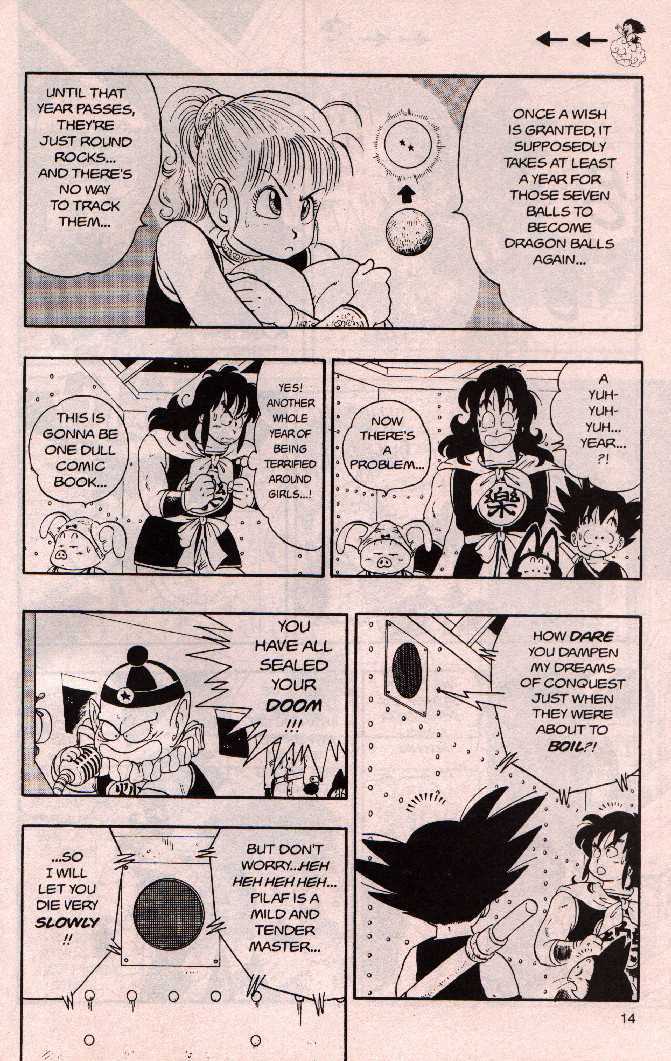 ONCE A WISH
IS GRANTED, IT
SUPPOSEDLY
TAKES AT LEAST
A YEAR FOR
THOSE SEVEN
BALLS TO
BECOME
DRAGON BALLS
AGAIN...
UNTIL THAT
YEAR PASSES,
THEY'RE
JUST ROUND
ROCKS...
AND THERE'S
NO WAY
TO TRACK
THEM...
A
YUH-
YUH-
YUH...
YEAR...
?!
NOW
THERE'S
A
PROBLEM...
樂
YES!
ANOTHER
WHOLE
YEAR OF
BEING
TERRIFIED
AROUND
GIRLS...!
THIS IS
GONNA BE
ONE DULL
COMIC
BOOK...
HOW DARE
YOU DAMPEN
MY DREAMS
OF CONQUEST
JUST WHEN
THEY WERE
ABOUT TO
BOIL?!
YOU
HAVE ALL
SEALED
YOUR
DOOM
!!!
BUT DON'T
WORRY...HEH
HEH HEH HEH...
PILAF IS A
MILD AND
TENDER
MASTER...
...SO
I WILL
LET YOU
DIE VERY
SLOWLY
!!
14